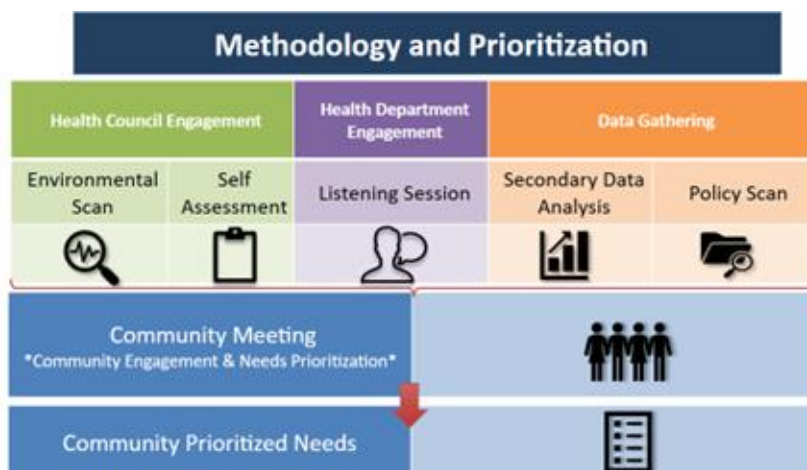 Methodology and Prioritization
Health Council Engagement
Health Department
Engagement
Data Gathering
Environmental
Scan
Self
Assessment
Listening Session
Secondary Data
Analysis
Policy Scan
Community Meeting
*Community Engagement & Needs Prioritization*
Community Prioritized Needs